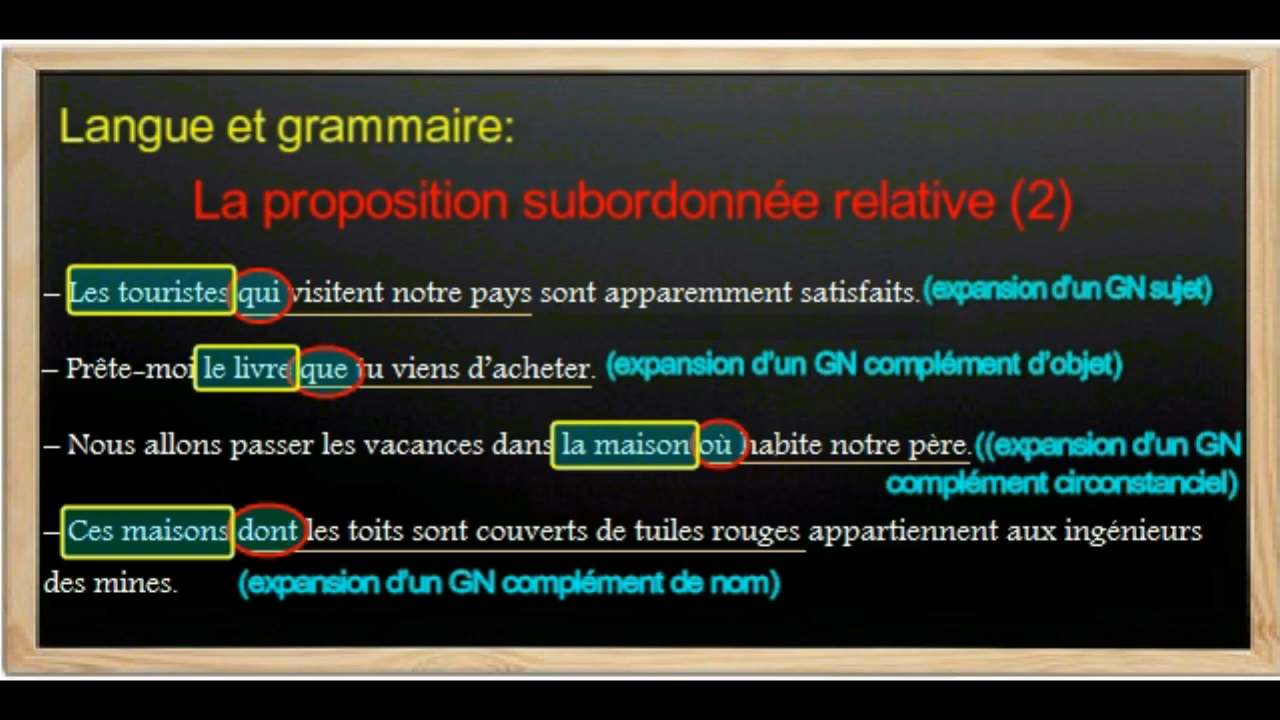 Langue et grammaire:
La proposition subordonnée relative (2)
– Les touristes qui visitent notre pays sont apparemment satisfaits. (expansion d'un GN sujet)
– Prête-moi le livre que tu viens d'acheter. (expansion d'un GN complément d'objet)
– Nous allons passer les vacances dans la maison où habite notre père. ((expansion d'un GN
complément circonstanciel)
– Ces maisons dont les toits sont couverts de tuiles rouges appartiennent aux ingénieurs
des mines. (expansion d'un GN complément de nom)